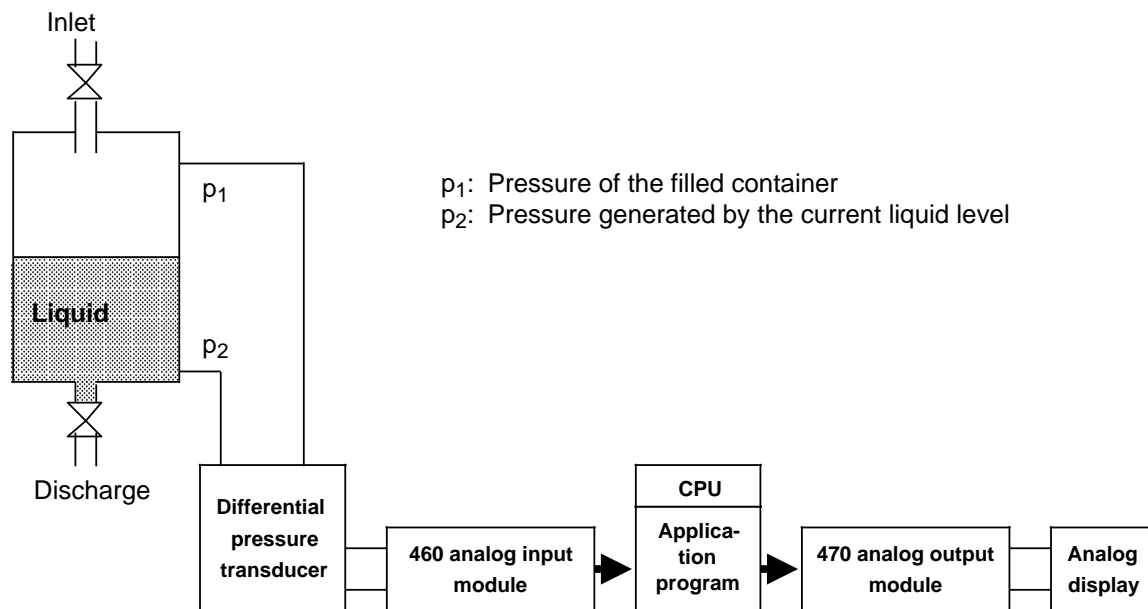 Inlet
p1
p1: Pressure of the filled container
p2: Pressure generated by the current liquid level
Liquid
p2
Discharge
Differential
pressure
transducer
460 analog input
module
CPU
Applica-
tion
program
470 analog output
module
Analog
display